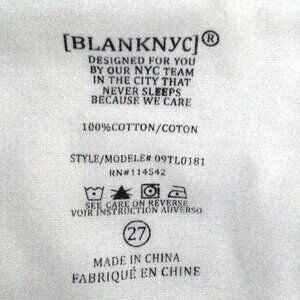 [BLANKNYC]®
DESIGNED FOR YOU
BY OUR NYC TEAM
IN THE CITY THAT
NEVER SLEEPS
BECAUSE WE CARE
100%COTTON/COTON
STYLE/MODELE# 09TL0181
RN#114542
SEE CARE ON REVERSE
VOIR INSTRUCTION AUVERSO
27
MADE IN CHINA
FABRIQUÉ EN CHINE